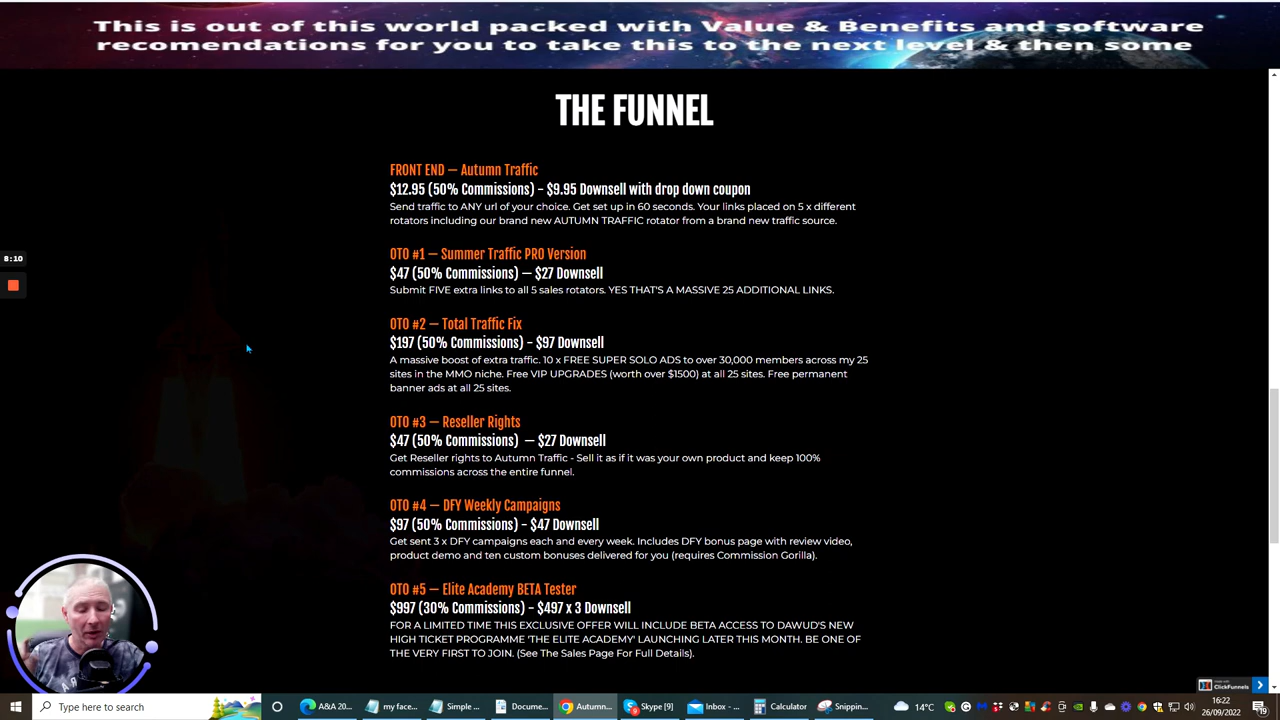 This is out of this world packed with Value & Benefits and software
recomendations for you to take this to the next level & then some
THE FUNNEL
FRONT END — Autumn Traffic
$12.95 (50% Commissions) - $9.95 Downsell with drop down coupon
Send traffic to ANY url of your choice. Get set up in 60 seconds. Your links placed on 5 x different
rotators including our brand new AUTUMN TRAFFIC rotator from a brand new traffic source.
8:10
OTO #1 — Summer Traffic PRO Version
$47 (50% Commissions) — $27 Downsell
Submit FIVE extra links to all 5 sales rotators. YES THAT'S A MASSIVE 25 ADDITIONAL LINKS.
OTO #2 — Total Traffic Fix
$197 (50% Commissions) - $97 Downsell
A massive boost of extra traffic. 10 x FREE SUPER SOLO ADS to over 30,000 members across my 25
sites in the MMO niche. Free VIP UPGRADES (worth over $1500) at all 25 sites. Free permanent
banner ads at all 25 sites.
OTO #3 — Reseller Rights
$47 (50% Commissions) — $27 Downsell
Get Reseller rights to Autumn Traffic - Sell it as if it was your own product and keep 100%
commissions across the entire funnel.
OTO #4 — DFY Weekly Campaigns
$97 (50% Commissions) - $47 Downsell
Get sent 3 x DFY campaigns each and every week. Includes DFY bonus page with review video,
product demo and ten custom bonuses delivered for you (requires Commission Gorilla).
OTO #5 — Elite Academy BETA Tester
$997 (30% Commissions) - $497 x 3 Downsell
FOR A LIMITED TIME THIS EXCLUSIVE OFFER WILL INCLUDE BETA ACCESS TO DAWUD'S NEW
HIGH TICKET PROGRAMME 'THE ELITE ACADEMY' LAUNCHING LATER THIS MONTH. BE ONE OF
THE VERY FIRST TO JOIN. (See The Sales Page For Full Details).
ClickFunnels
Type here to search
A&A 20...
my face...
Simple ...
Docume...
Autumn...
Skype [9]
Inbox - ...
Calculator
Snippin...
14°C
16:22
26/09/2022